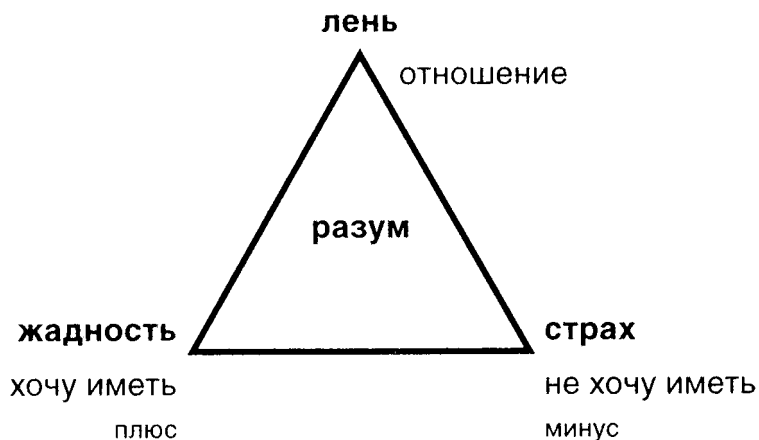 лень
отношение
разум
жадность
хочу иметь
плюс
страх
не хочу иметь
минус